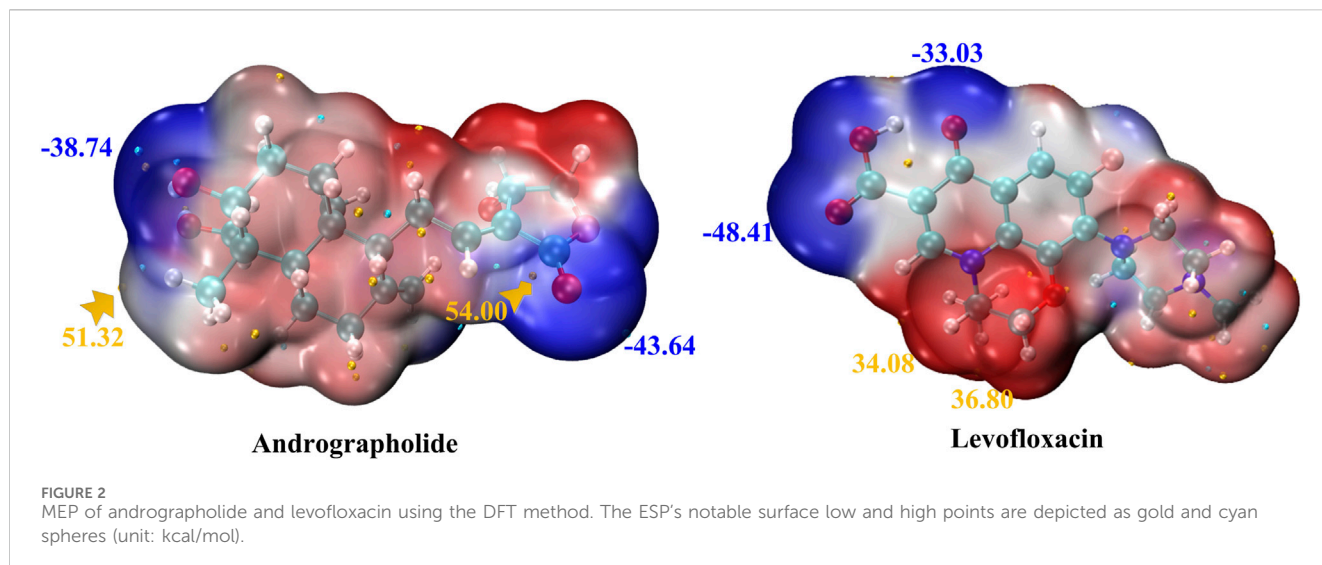 -33.03
-38.74
-48.41
54.00
51.32
-43.64
34.08
36.80
Andrographolide
Levofloxacin
FIGURE 2
MEP of andrographolide and levofloxacin using the DFT method. The ESP's notable surface low and high points are depicted as gold and cyan
spheres (unit: kcal/mol).